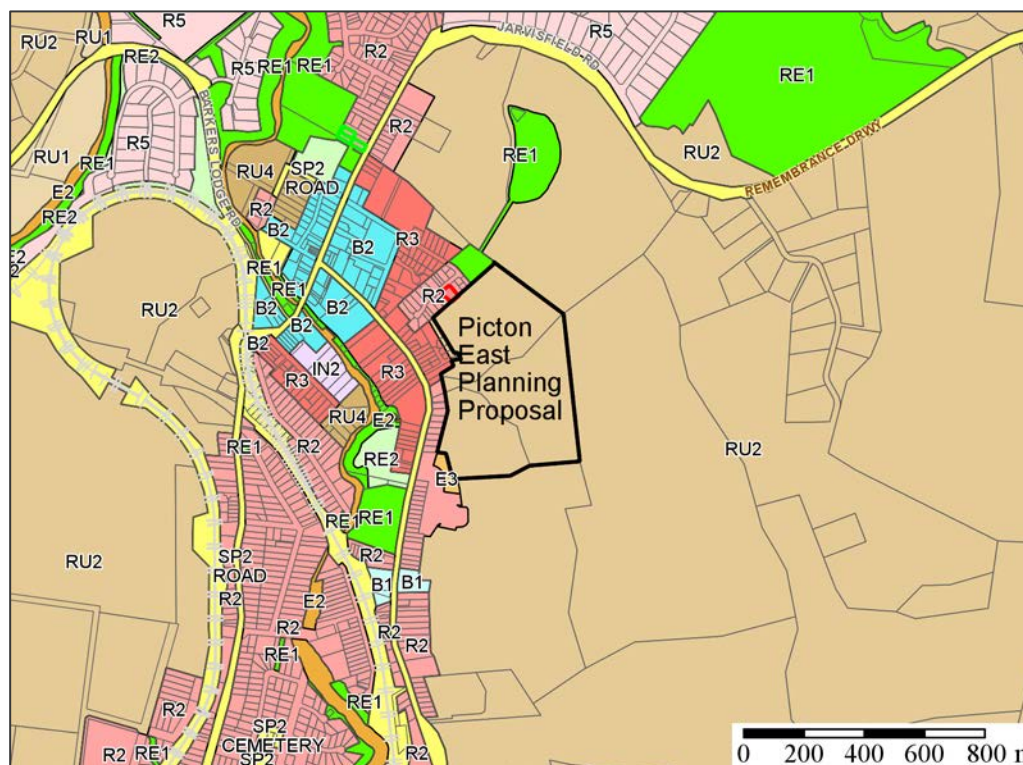 R5
RU2
RU1
RE2
R5
RE1
RE1
R2
JARVISFIELD RD
R5
RE1
BARKERS LODGE RD
R5
RU1
RE1
R2
RE1
RU2
SP2
ROAD
RU4
E2
RE2
R2
B2
REMEMBRANCE DRWY
R3
B2
RE1
RE1
R2
RU2
B2
B2
B2
B2
Picton
East
Planning
Proposal
IN2
R3
R3
RU4
E2
RE1
R2
RE2
E3
RU2
RE1
RE1
RU2
SP2
ROAD
R2
R2
B1
B1
E2
R2
R2
R2
RE1
RE1
R2
SP2
CEMETERY
SP2
R2
RE1
R2
0 200 400 600 800 m